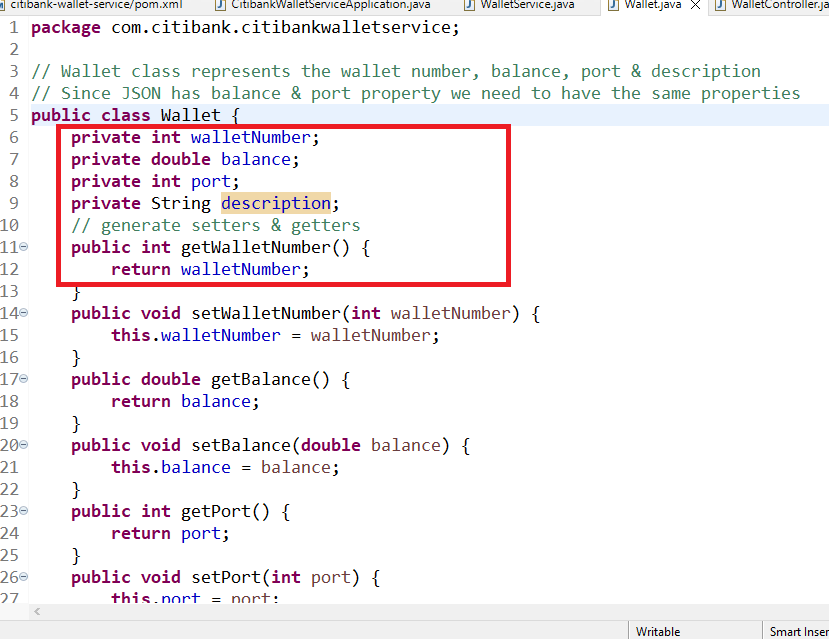 citibank-wallet-service/pom.xml CitibankWalletServiceApplication.java WalletService.java Wallet.java WalletController.ja
1 package com.citibank.citibankwalletservice;
2
3 // Wallet class represents the wallet number, balance, port & description
4 // Since JSON has balance & port property we need to have the same properties
5 public class Wallet {
6 private int walletNumber;
7 private double balance;
8 private int port;
9 private String description;
10 // generate setters & getters
11 public int getWalletNumber() {
12 return walletNumber;
13 }
14 public void setWalletNumber(int walletNumber) {
15 this.walletNumber = walletNumber;
16 }
17 public double getBalance() {
18 return balance;
19 }
20 public void setBalance(double balance) {
21 this.balance = balance;
22 }
23 public int getPort() {
24 return port;
25 }
26 public void setPort(int port) {
27 this.port = port;
Writable Smart Inser